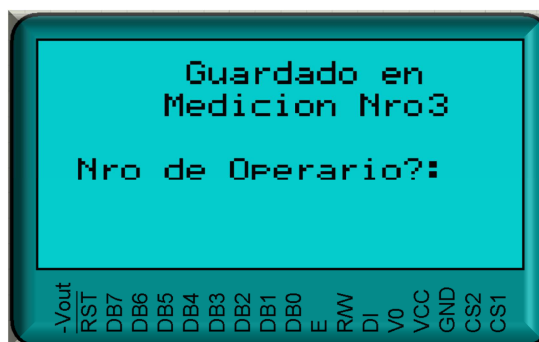 Guardado en
Medicion Nro3
Nro de Operario?:
-Vout
RST
DB7
DB6
DB5
DB4
DB3
DB2
DB1
DB0
E
R/W
DI
V0
VCC
GND
CS2
CS1